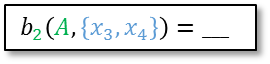 b₂(A,{x₃,x₄}) = __